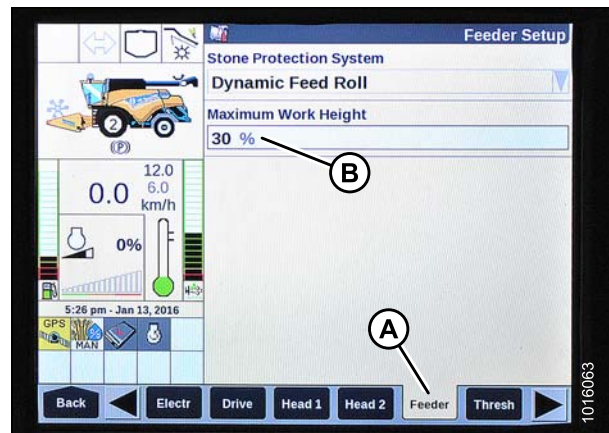 Feeder Setup
Stone Protection System
Dynamic Feed Roll
Maximum Work Height
30 %
B
2
(P)
12.0
6.0
0.0
km/h
0%
5:26 pm - Jan 13, 2016
GPS
MAN
A
Back
Electr
Drive
Head 1
Head 2
Feeder
Thresh
1016063